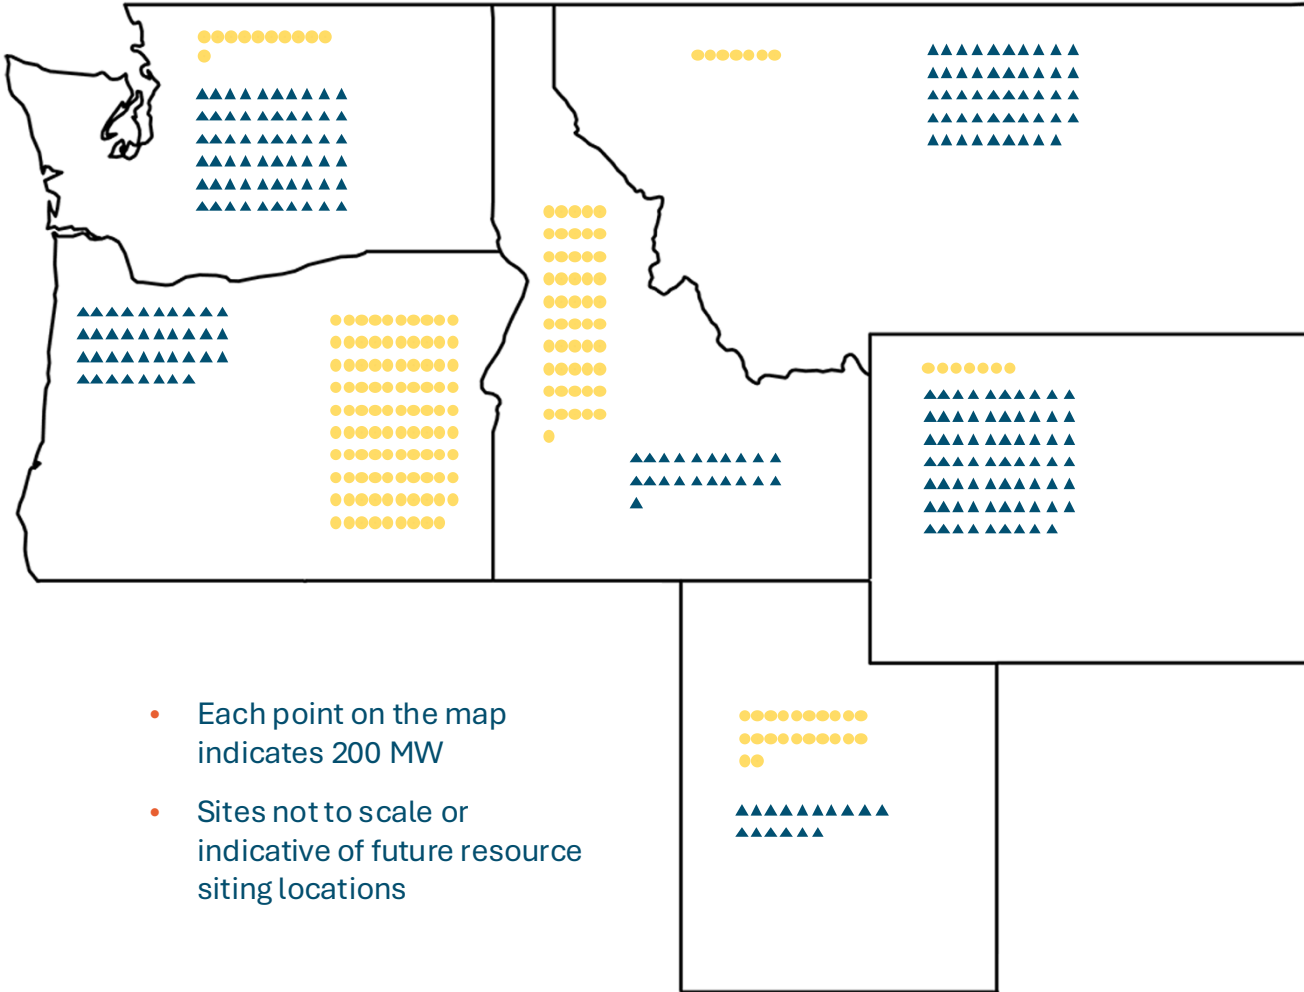 • Each point on the map
indicates 200 MW
• Sites not to scale or
indicative of future resource
siting locations